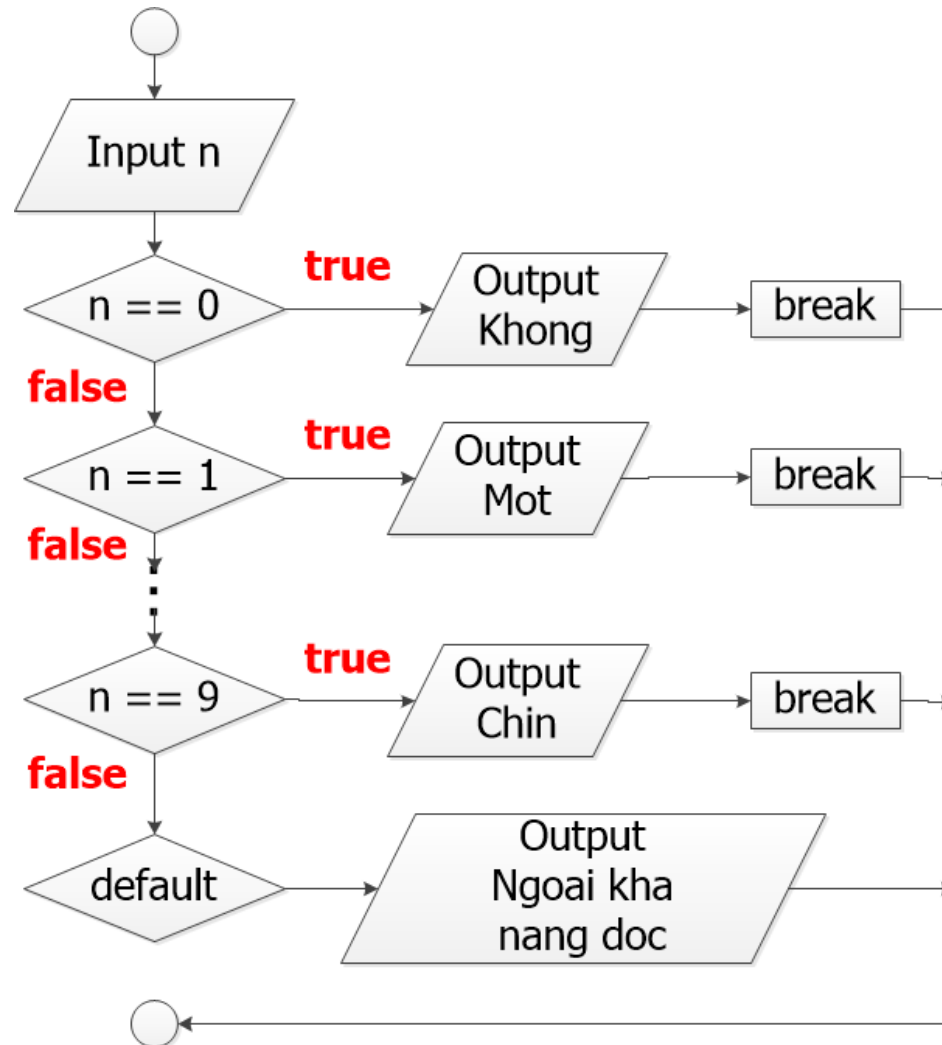 Input n
n == 0
true
Output
Khong
break
false
n == 1
true
Output
Mot
break
false
n == 9
true
Output
Chin
break
false
default
Output
Ngoai kha
nang doc